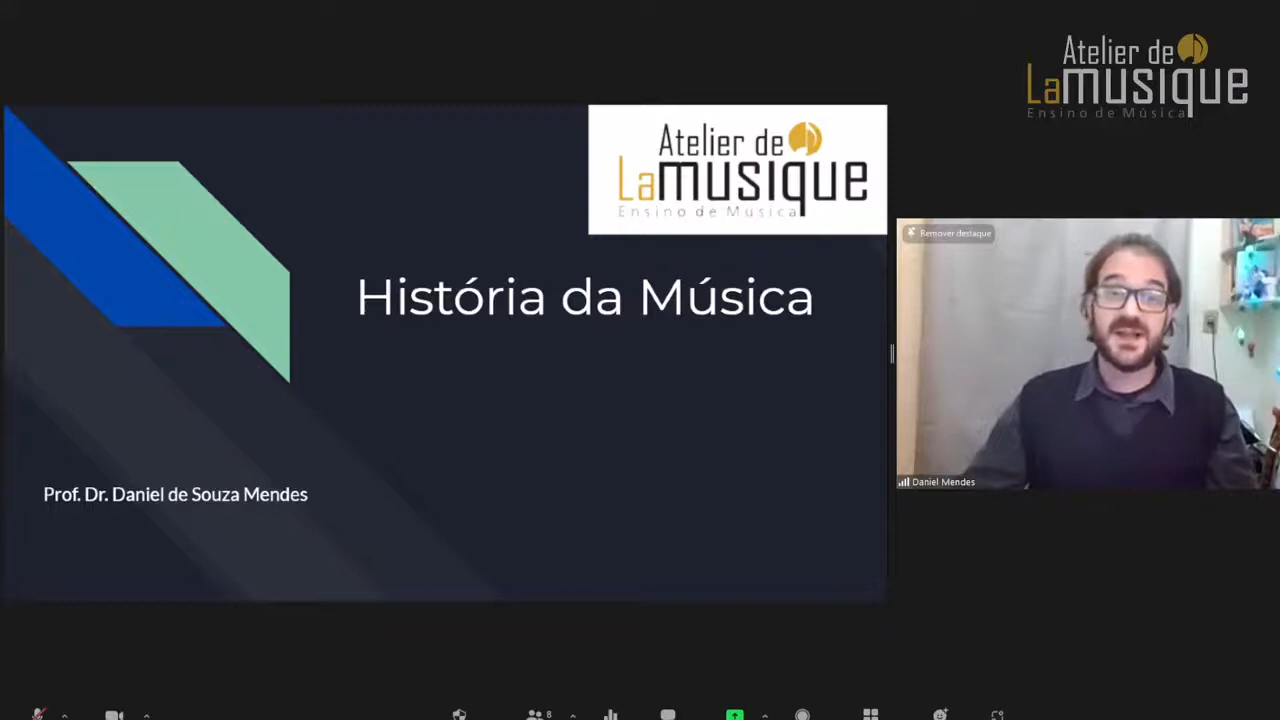 Atelier de
Lamusique
Ensino de Música
Atelier de
Lamusique
Ensino de Música
História da Música
Prof. Dr. Daniel de Souza Mendes
Remover destaque
Daniel Mendes
8